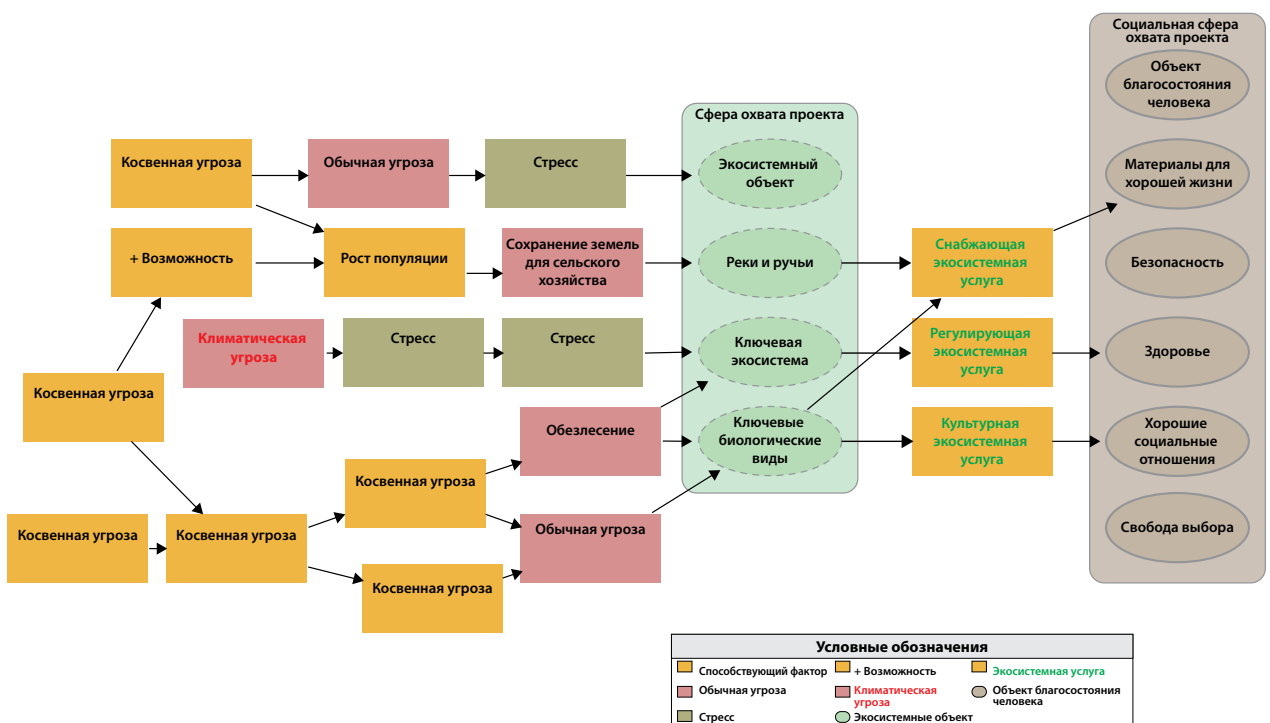 Социальная сфера
охвата проекта
Объект
благосостояния
человека
Сфера охвата проекта
Косвенная угроза
Обычная угроза
Стресс
Экосистемный
объект
Материалы для
хорошей жизни
+ Возможность
Рост популяции
Сохранение земель
для сельского
хозяйства
Реки и ручьи
Снабжающая
экосистемная
услуга
Безопасность
Климатическая
угроза
Стресс
Стресс
Ключевая
экосистема
Регулирующая
экосистемная
услуга
Здоровье
Косвенная угроза
Обезлесение
Ключевые
биологические
виды
Культурная
экосистемная
услуга
Хорошие
социальные
отношения
Косвенная угроза
Косвенная угроза
Косвенная угроза
Обычная угроза
Свобода выбора
Косвенная угроза
Условные обозначения
Способствующий фактор
+ Возможность
Экосистемная услуга
Обычная угроза
Климатическая
угроза
Объект благосостояния
человека
Стресс
Экосистемные объект